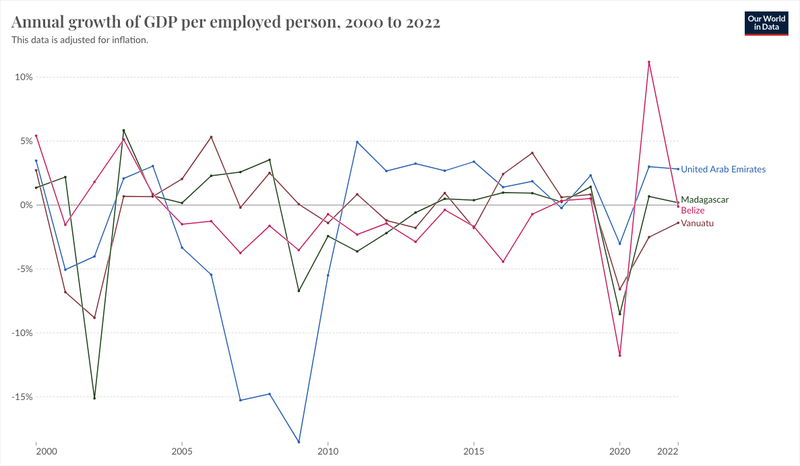 Annual growth of GDP per employed person, 2000 to 2022
This data is adjusted for inflation.
Our World
in Data
10%
5%
0%
-5%
-10%
-15%
United Arab Emirates
Madagascar
Belize
Vanuatu
2000
2005
2010
2015
2020
2022